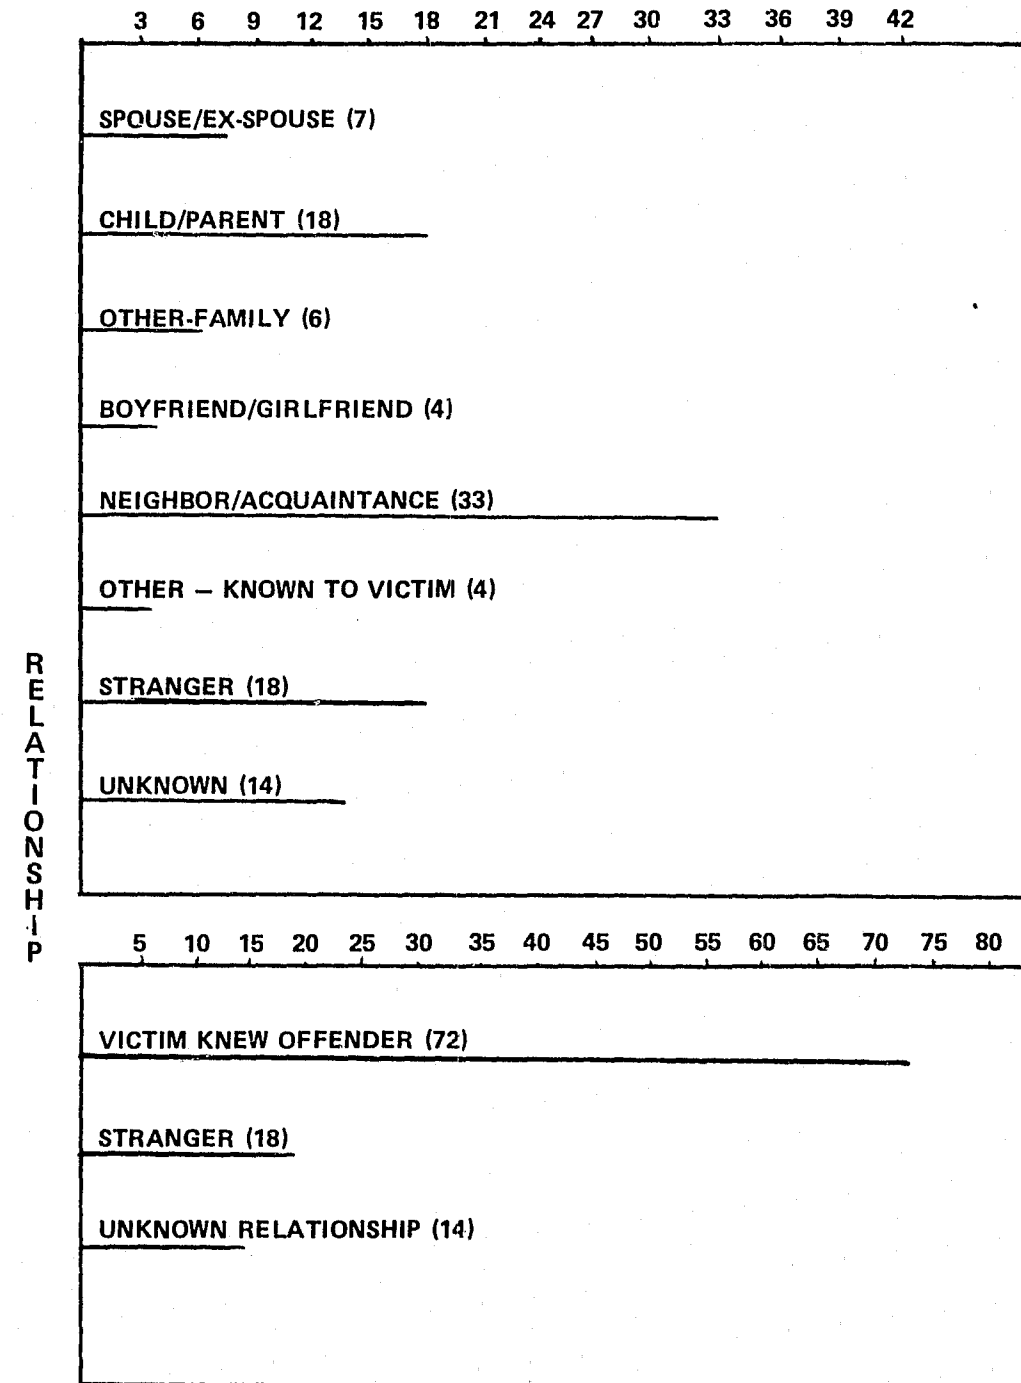 3 6 9 12 15 18 21 24 27 30 33 36 39 42
SPOUSE/EX-SPOUSE (7)
CHILD/PARENT (18)
OTHER-FAMILY (6)
BOYFRIEND/GIRLFRIEND (4)
NEIGHBOR/ACQUAINTANCE (33)
OTHER — KNOWN TO VICTIM (4)
STRANGER (18)
UNKNOWN (14)
RELATIONSHIP
5 10 15 20 25 30 35 40 45 50 55 60 65 70 75 80
VICTIM KNEW OFFENDER (72)
STRANGER (18)
UNKNOWN RELATIONSHIP (14)